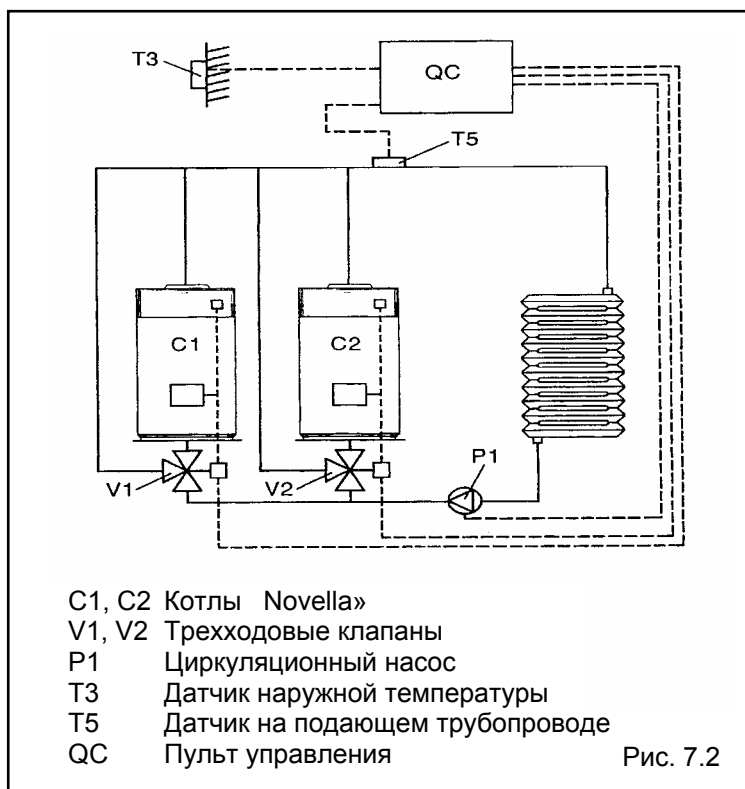 T3
QC
T5
C1
C2
V1
V2
P1
C1, C2 Котлы Novella»
V1, V2 Трехходовые клапаны
P1 Циркуляционный насос
T3 Датчик наружной температуры
T5 Датчик на подающем трубопроводе
QC Пульт управления
Рис. 7.2